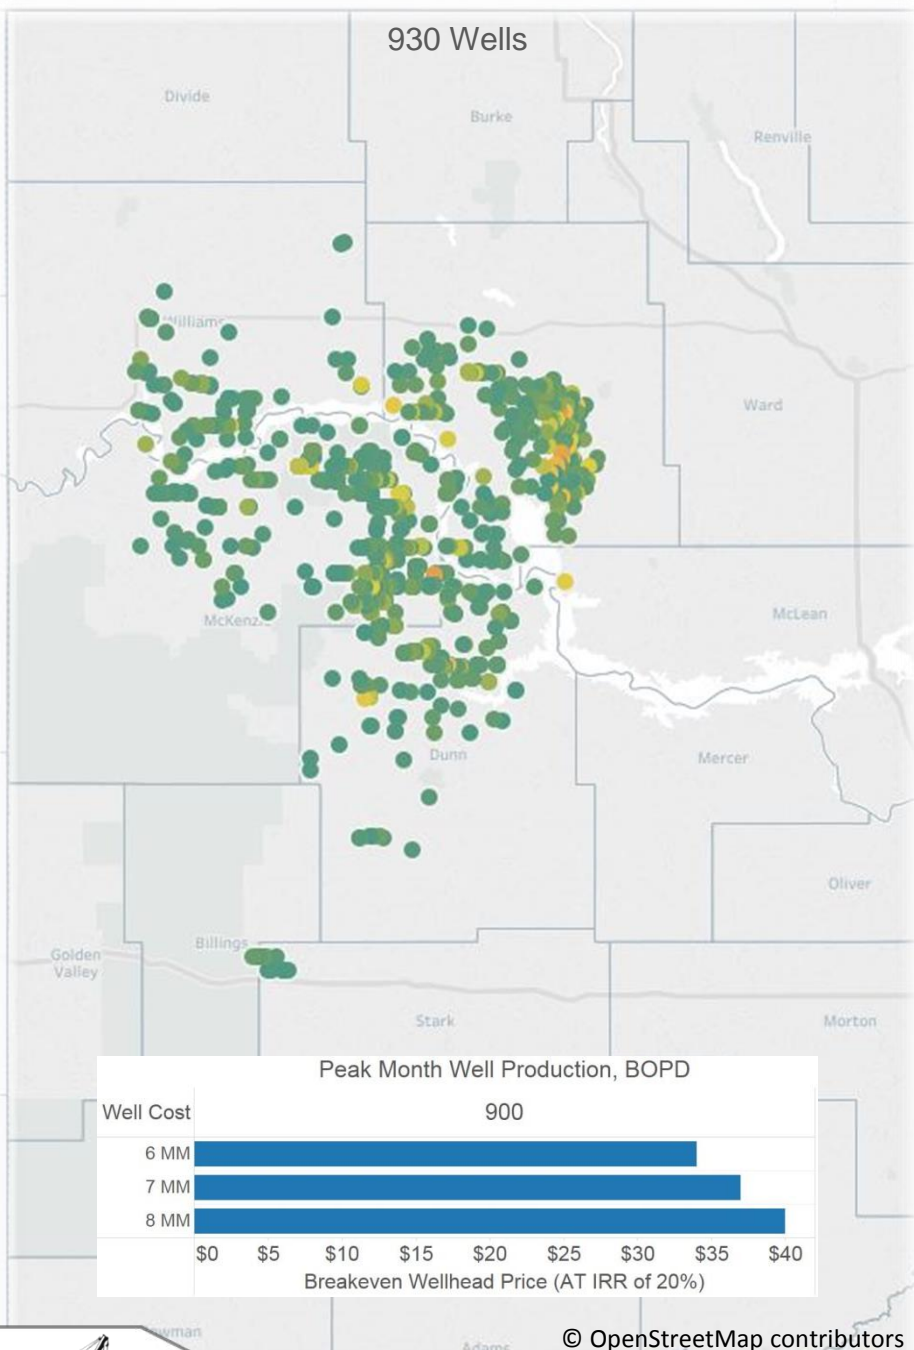 930 Wells
Divide
Burke
Renville
Williams
Ward
McKenz
McLean
Dunn
Mercer
Oliver
Billings
Golden
Valley
Stark
Morton
Peak Month Well Production, BOPD
Well Cost 900
6 MM
7 MM
8 MM
$0 $5 $10 $15 $20 $25 $30 $35 $40
Breakeven Wellhead Price (AT IRR of 20%)
wman
Adams
© OpenStreetMap contributors